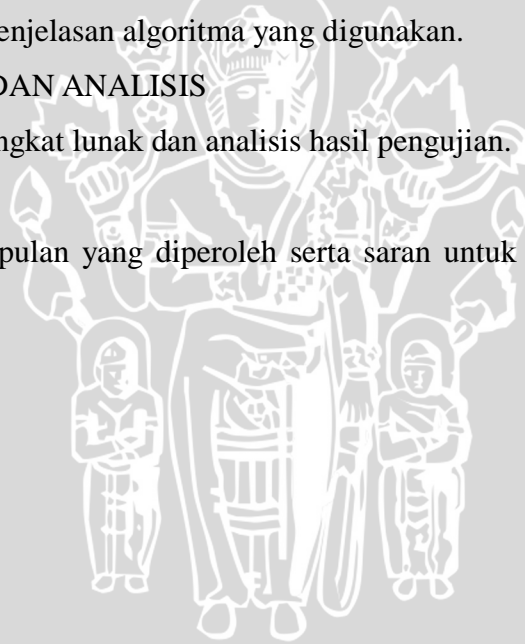 enjelasan algoritma yang digunakan.
DAN ANALISIS
ngkat lunak dan analisis hasil pengujian.
pulan yang diperoleh serta saran untuk